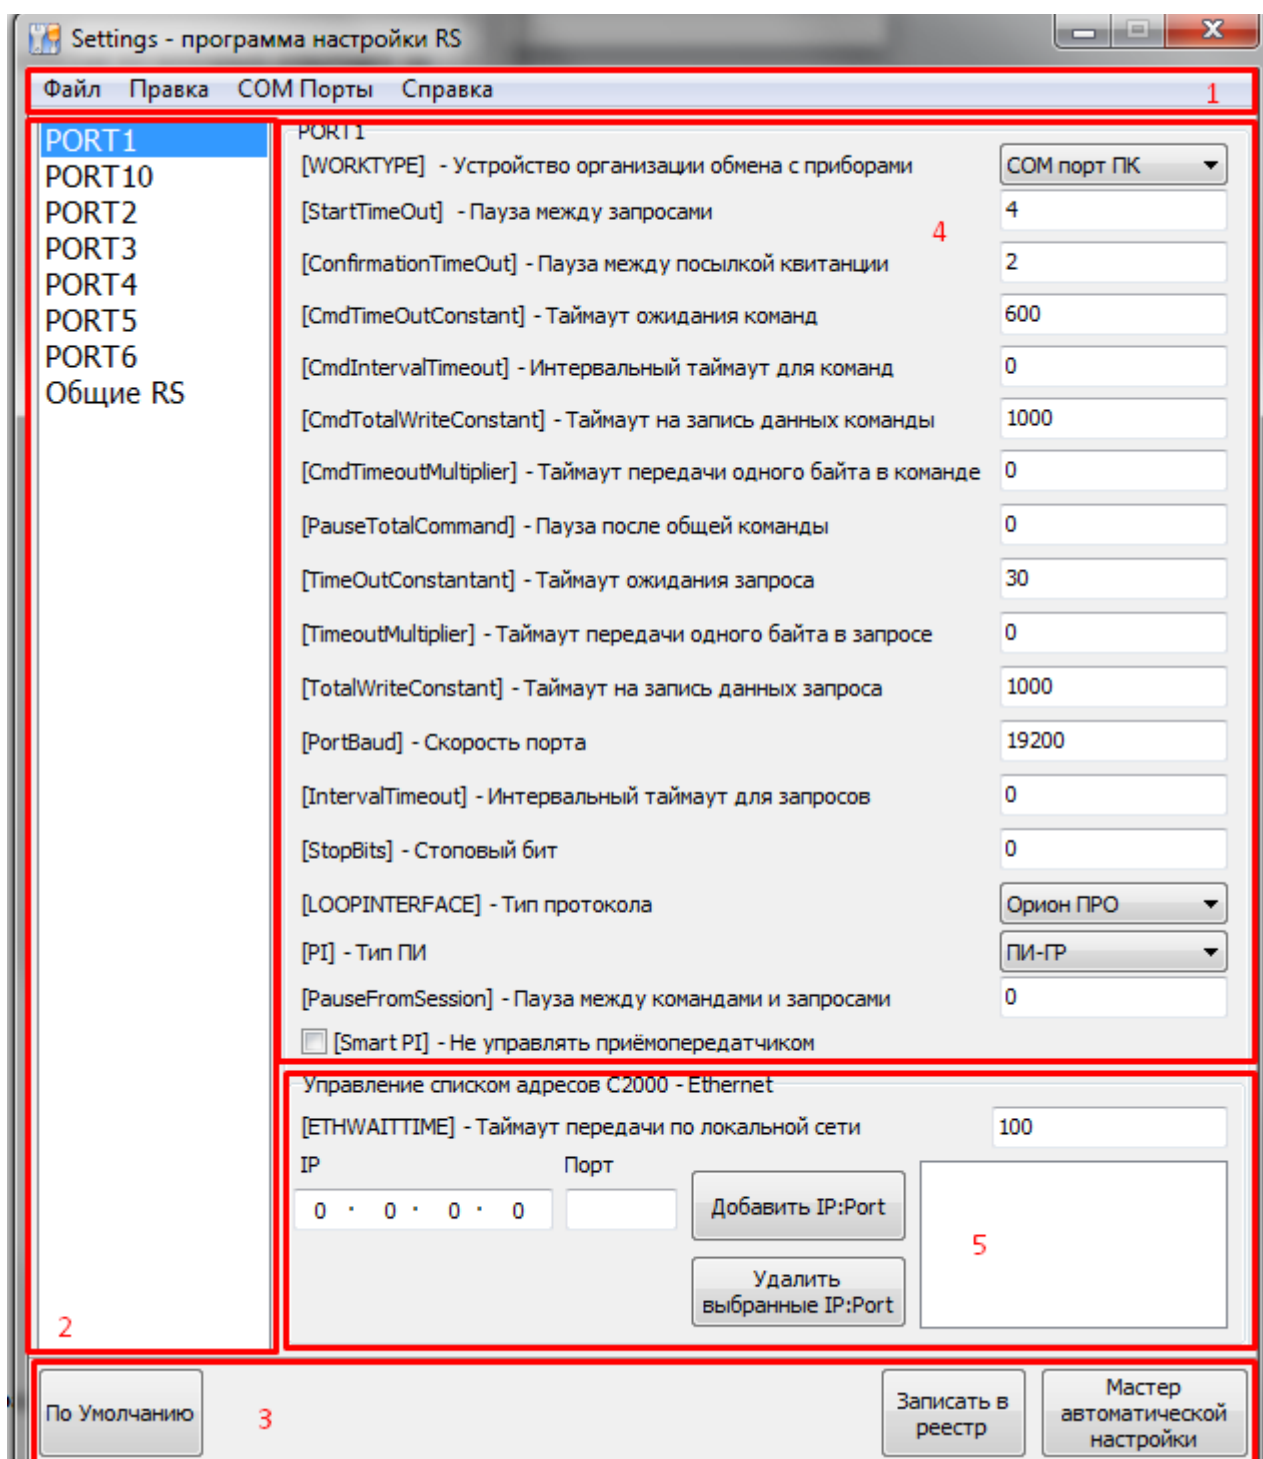 Settings - программа настройки RS
Файл Правка COM Порты Справка
1
PORT1
PORT10
PORT2
PORT3
PORT4
PORT5
PORT6
Общие RS
2
PORT1
[WORKTYPE] - Устройство организации обмена с приборами COM порт ПК
[StartTimeOut] - Пауза между запросами 4
4
[ConfirmationTimeOut] - Пауза между посылкой квитанции 2
[CmdTimeOutConstant] - Таймаут ожидания команд 600
[CmdIntervalTimeout] - Интервальный таймаут для команд 0
[CmdTotalWriteConstant] - Таймаут на запись данных команды 1000
[CmdTimeoutMultiplier] - Таймаут передачи одного байта в команде 0
[PauseTotalCommand] - Пауза после общей команды 0
[TimeOutConstantant] - Таймаут ожидания запроса 30
[TimeoutMultiplier] - Таймаут передачи одного байта в запросе 0
[TotalWriteConstant] - Таймаут на запись данных запроса 1000
[PortBaud] - Скорость порта 19200
[IntervalTimeout] - Интервальный таймаут для запросов 0
[StopBits] - Стоповый бит 0
[LOOPINTERFACE] - Тип протокола Орион ПРО
[PI] - Тип ПИ ПИ-ГР
[PauseFromSession] - Пауза между командами и запросами 0
[Smart PI] - Не управлять приёмопередатчиком
Управление списком адресов С2000 - Ethernet
[ETHWAITTIME] - Таймаут передачи по локальной сети 100
IP Порт
0 . 0 . 0 . 0
Добавить IP:Port
Удалить
выбранные IP:Port
5
По Умолчанию
3
Записать в
реестр
Мастер
автоматической
настройки